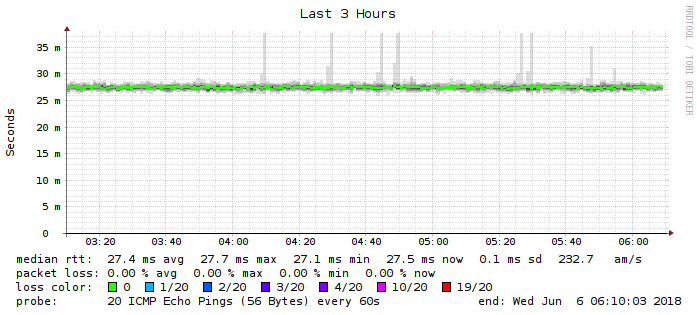 Last 3 Hours
RRDTOOL / TOBI OETIKER
Seconds
35 m
30 m
25 m
20 m
15 m
10 m
5 m
0
03:20 03:40 04:00 04:20 04:40 05:00 05:20 05:40 06:00
median rtt: 27.4 ms avg 27.7 ms max 27.1 ms min 27.5 ms now 0.1 ms sd 232.7 am/s
packet loss: 0.00 % avg 0.00 % max 0.00 % min 0.00 % now
loss color: 0 1/20 2/20 3/20 4/20 10/20 19/20
probe: 20 ICMP Echo Pings (56 Bytes) every 60s end: Wed Jun 6 06:10:03 2018